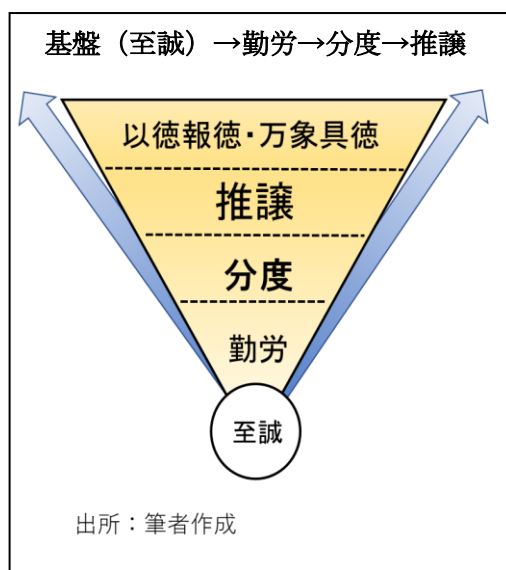 基盤（至誠）→勤労→分度→推譲
以徳報徳・万象具徳
推譲
分度
勤労
至誠
出所：筆者作成